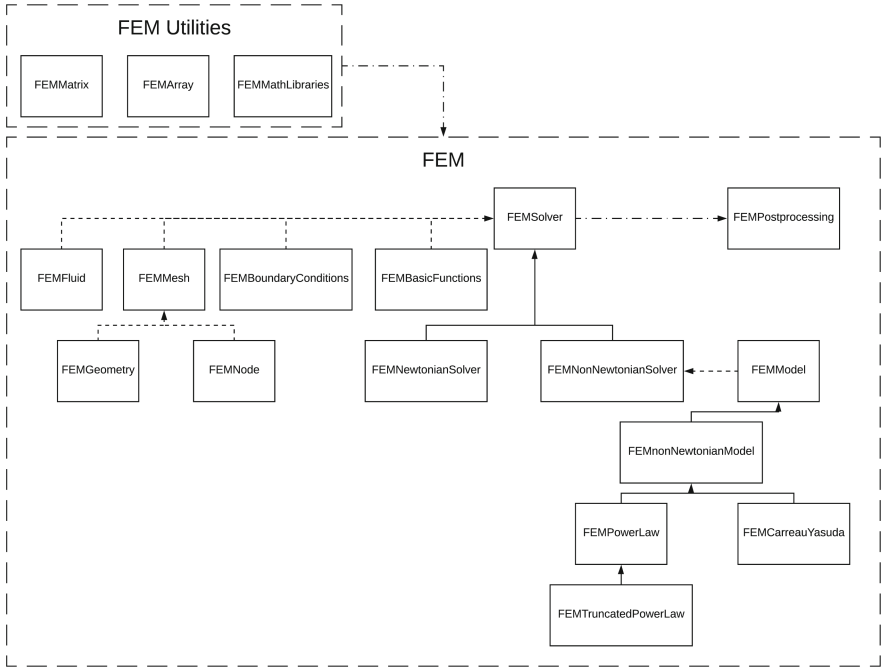 FEM Utilities
FEMMatrix
FEMArray
FEMMathLibraries
FEM
FEMSolver
FEMPostprocessing
FEMFluid
FEMMesh
FEMBoundaryConditions
FEMBasicFunctions
FEMGeometry
FEMNode
FEMNewtonianSolver
FEMNonNewtonianSolver
FEMModel
FEMnonNewtonianModel
FEMPowerLaw
FEMCarreauYasuda
FEMTruncatedPowerLaw